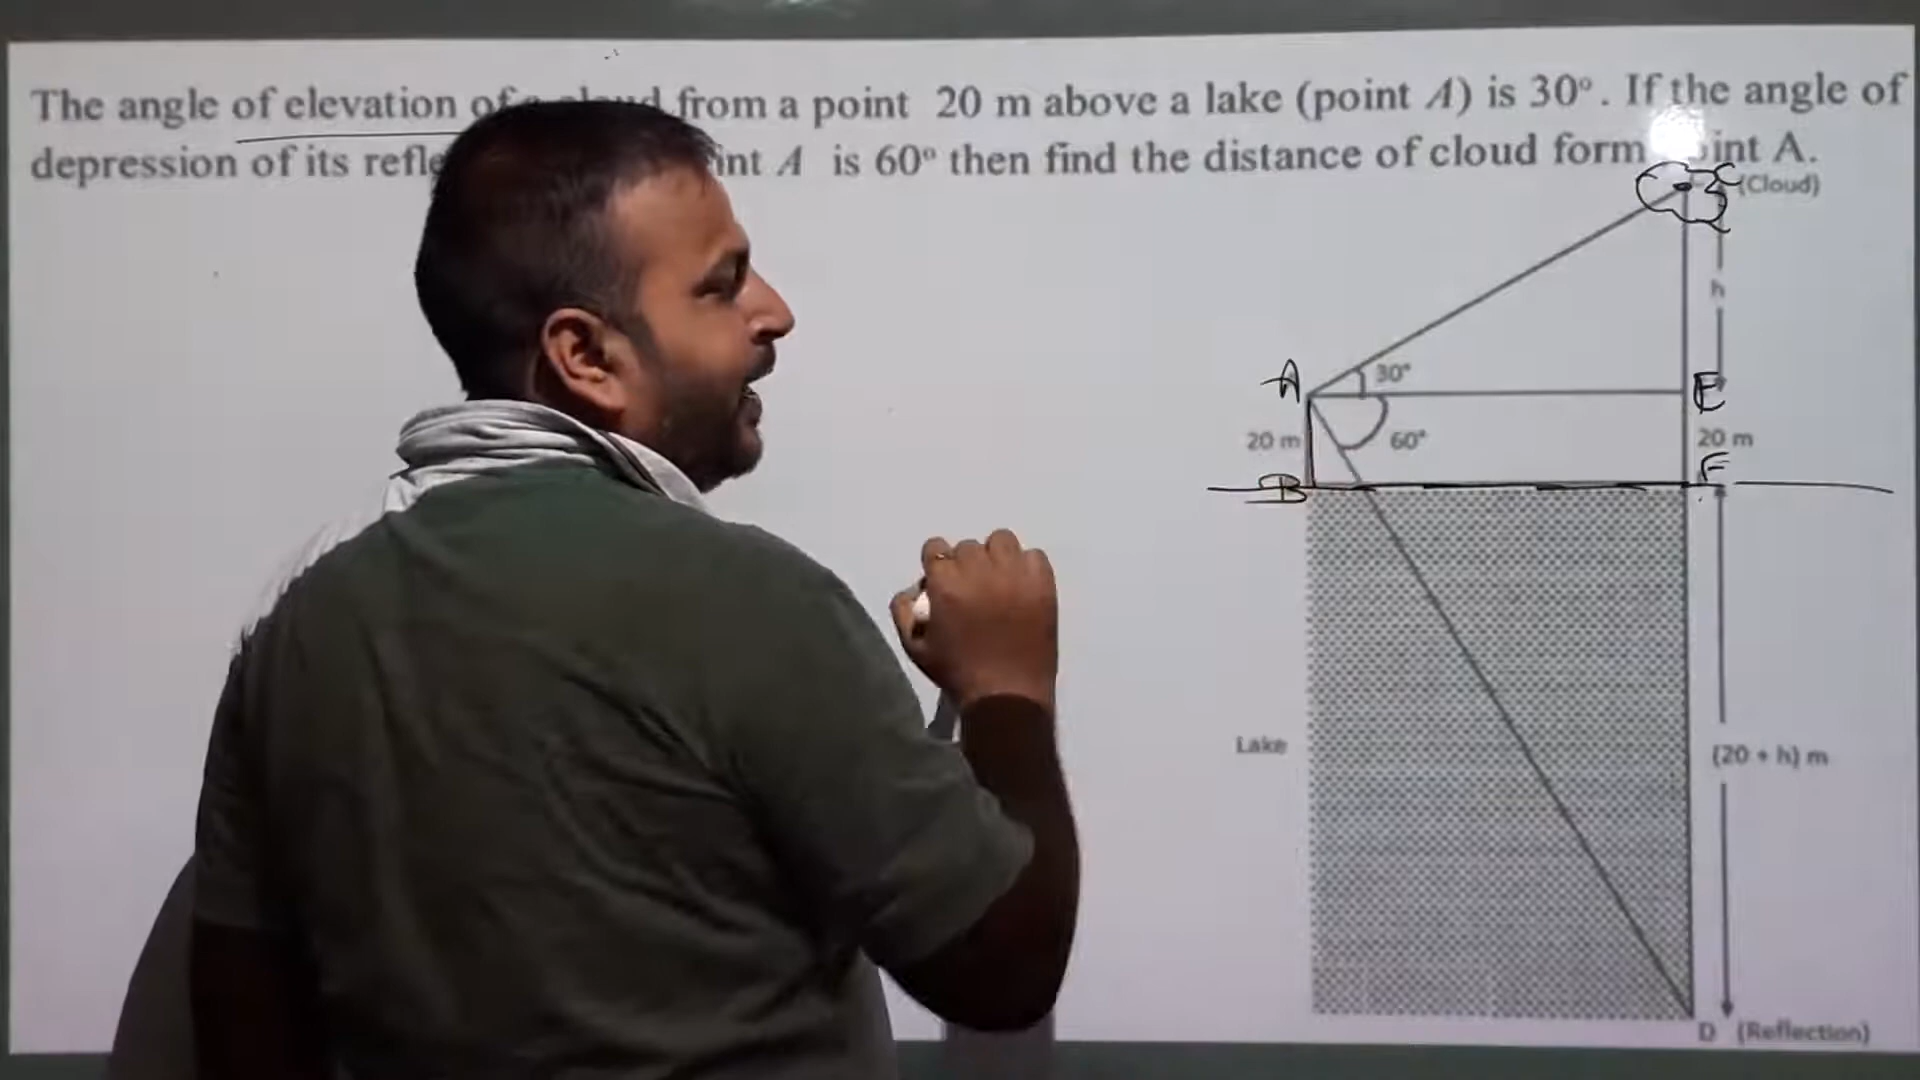 The angle of elevation of a cloud from a point 20 m above a lake (point A) is 30°. If the angle of
depression of its int A is 60° then find the distance of cloud form int A.
C (Cloud)
h
A 30° E
20 m 60° 20 m
B F
Lake (20 + h) m
D (Reflection)